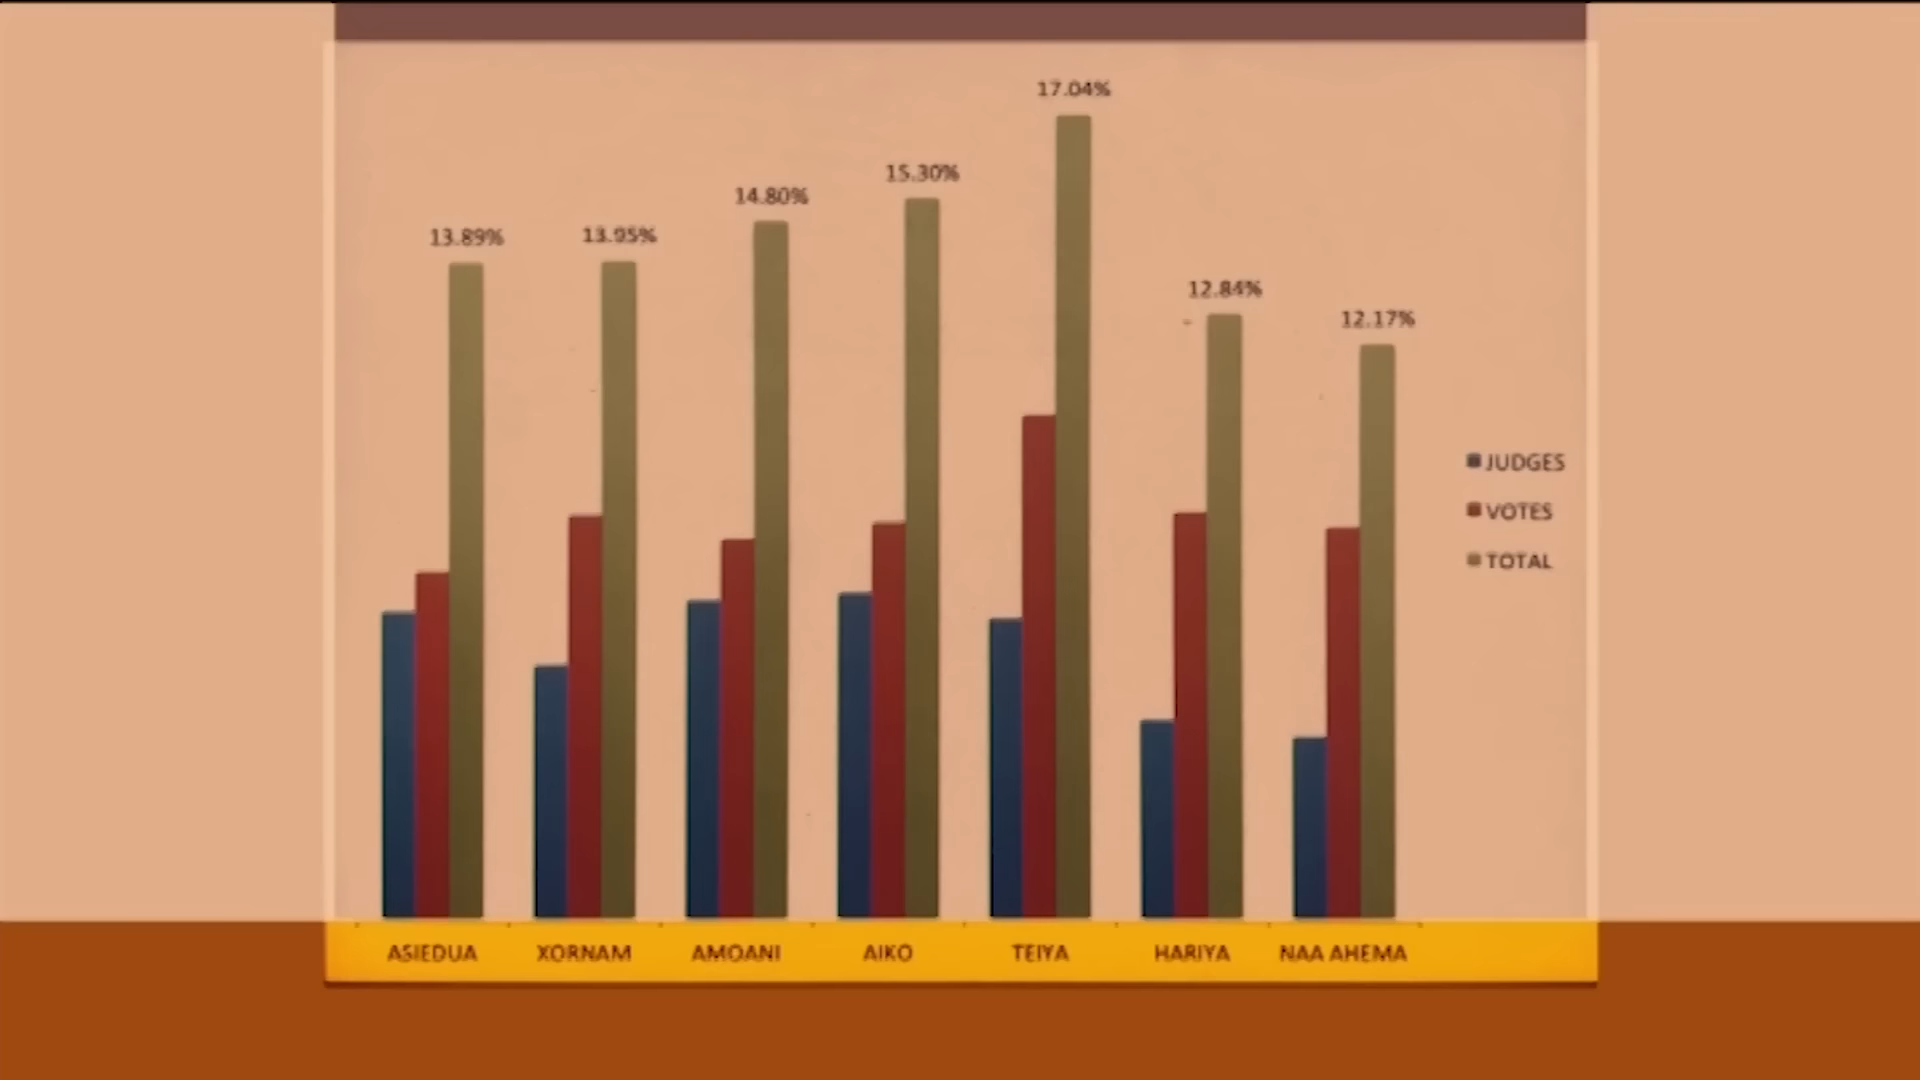 17.04%
15.30%
14.80%
13.89%
13.95%
12.84%
12.17%
JUDGES
VOTES
TOTAL
ASIEDUA XORNAM AMOANI AIKO TEIYA HARIYA NAA AHEMA